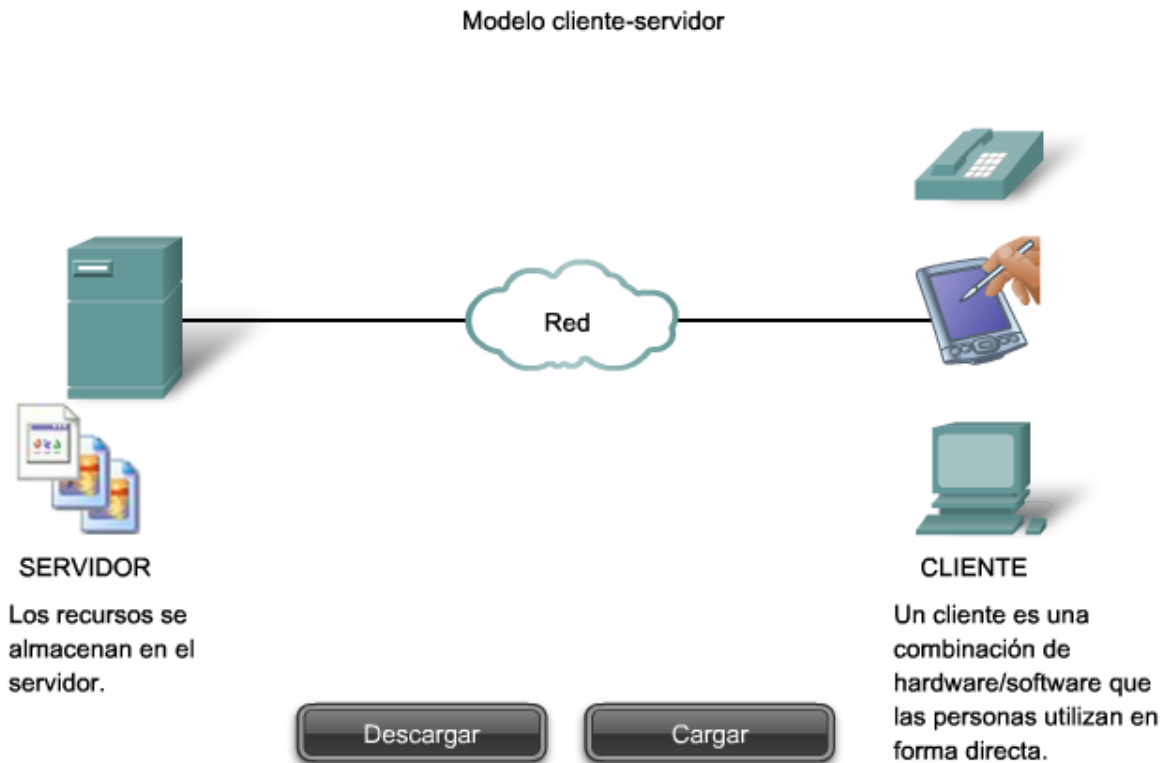 Modelo cliente-servidor
Red
SERVIDOR
Los recursos se
almacenan en el
servidor.
CLIENTE
Un cliente es una
combinación de
hardware/software que
las personas utilizan en
forma directa.
Descargar
Cargar